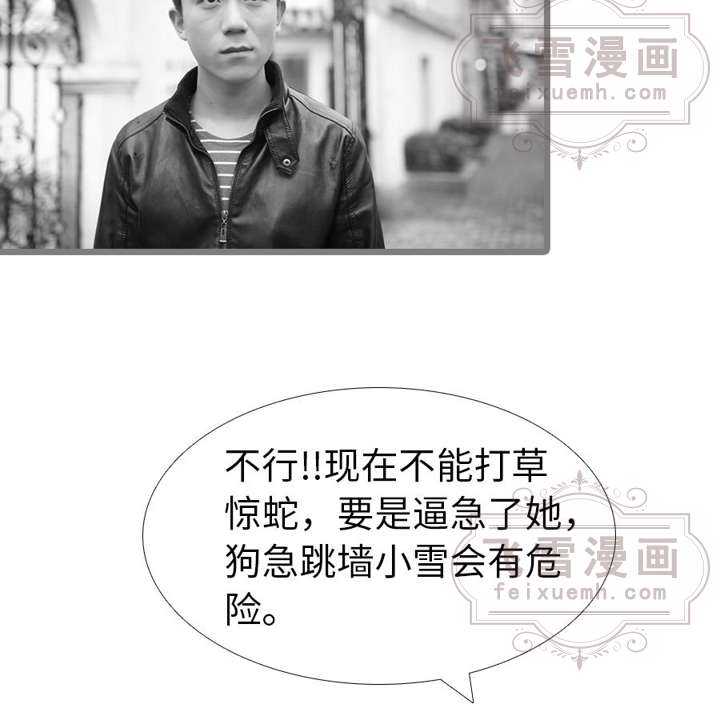 飞雪漫画
feixuemh.com
不行!!现在不能打草
惊蛇，要是逼急了她，
狗急跳墙小雪会有危
险。
飞雪漫画
feixuemh.com